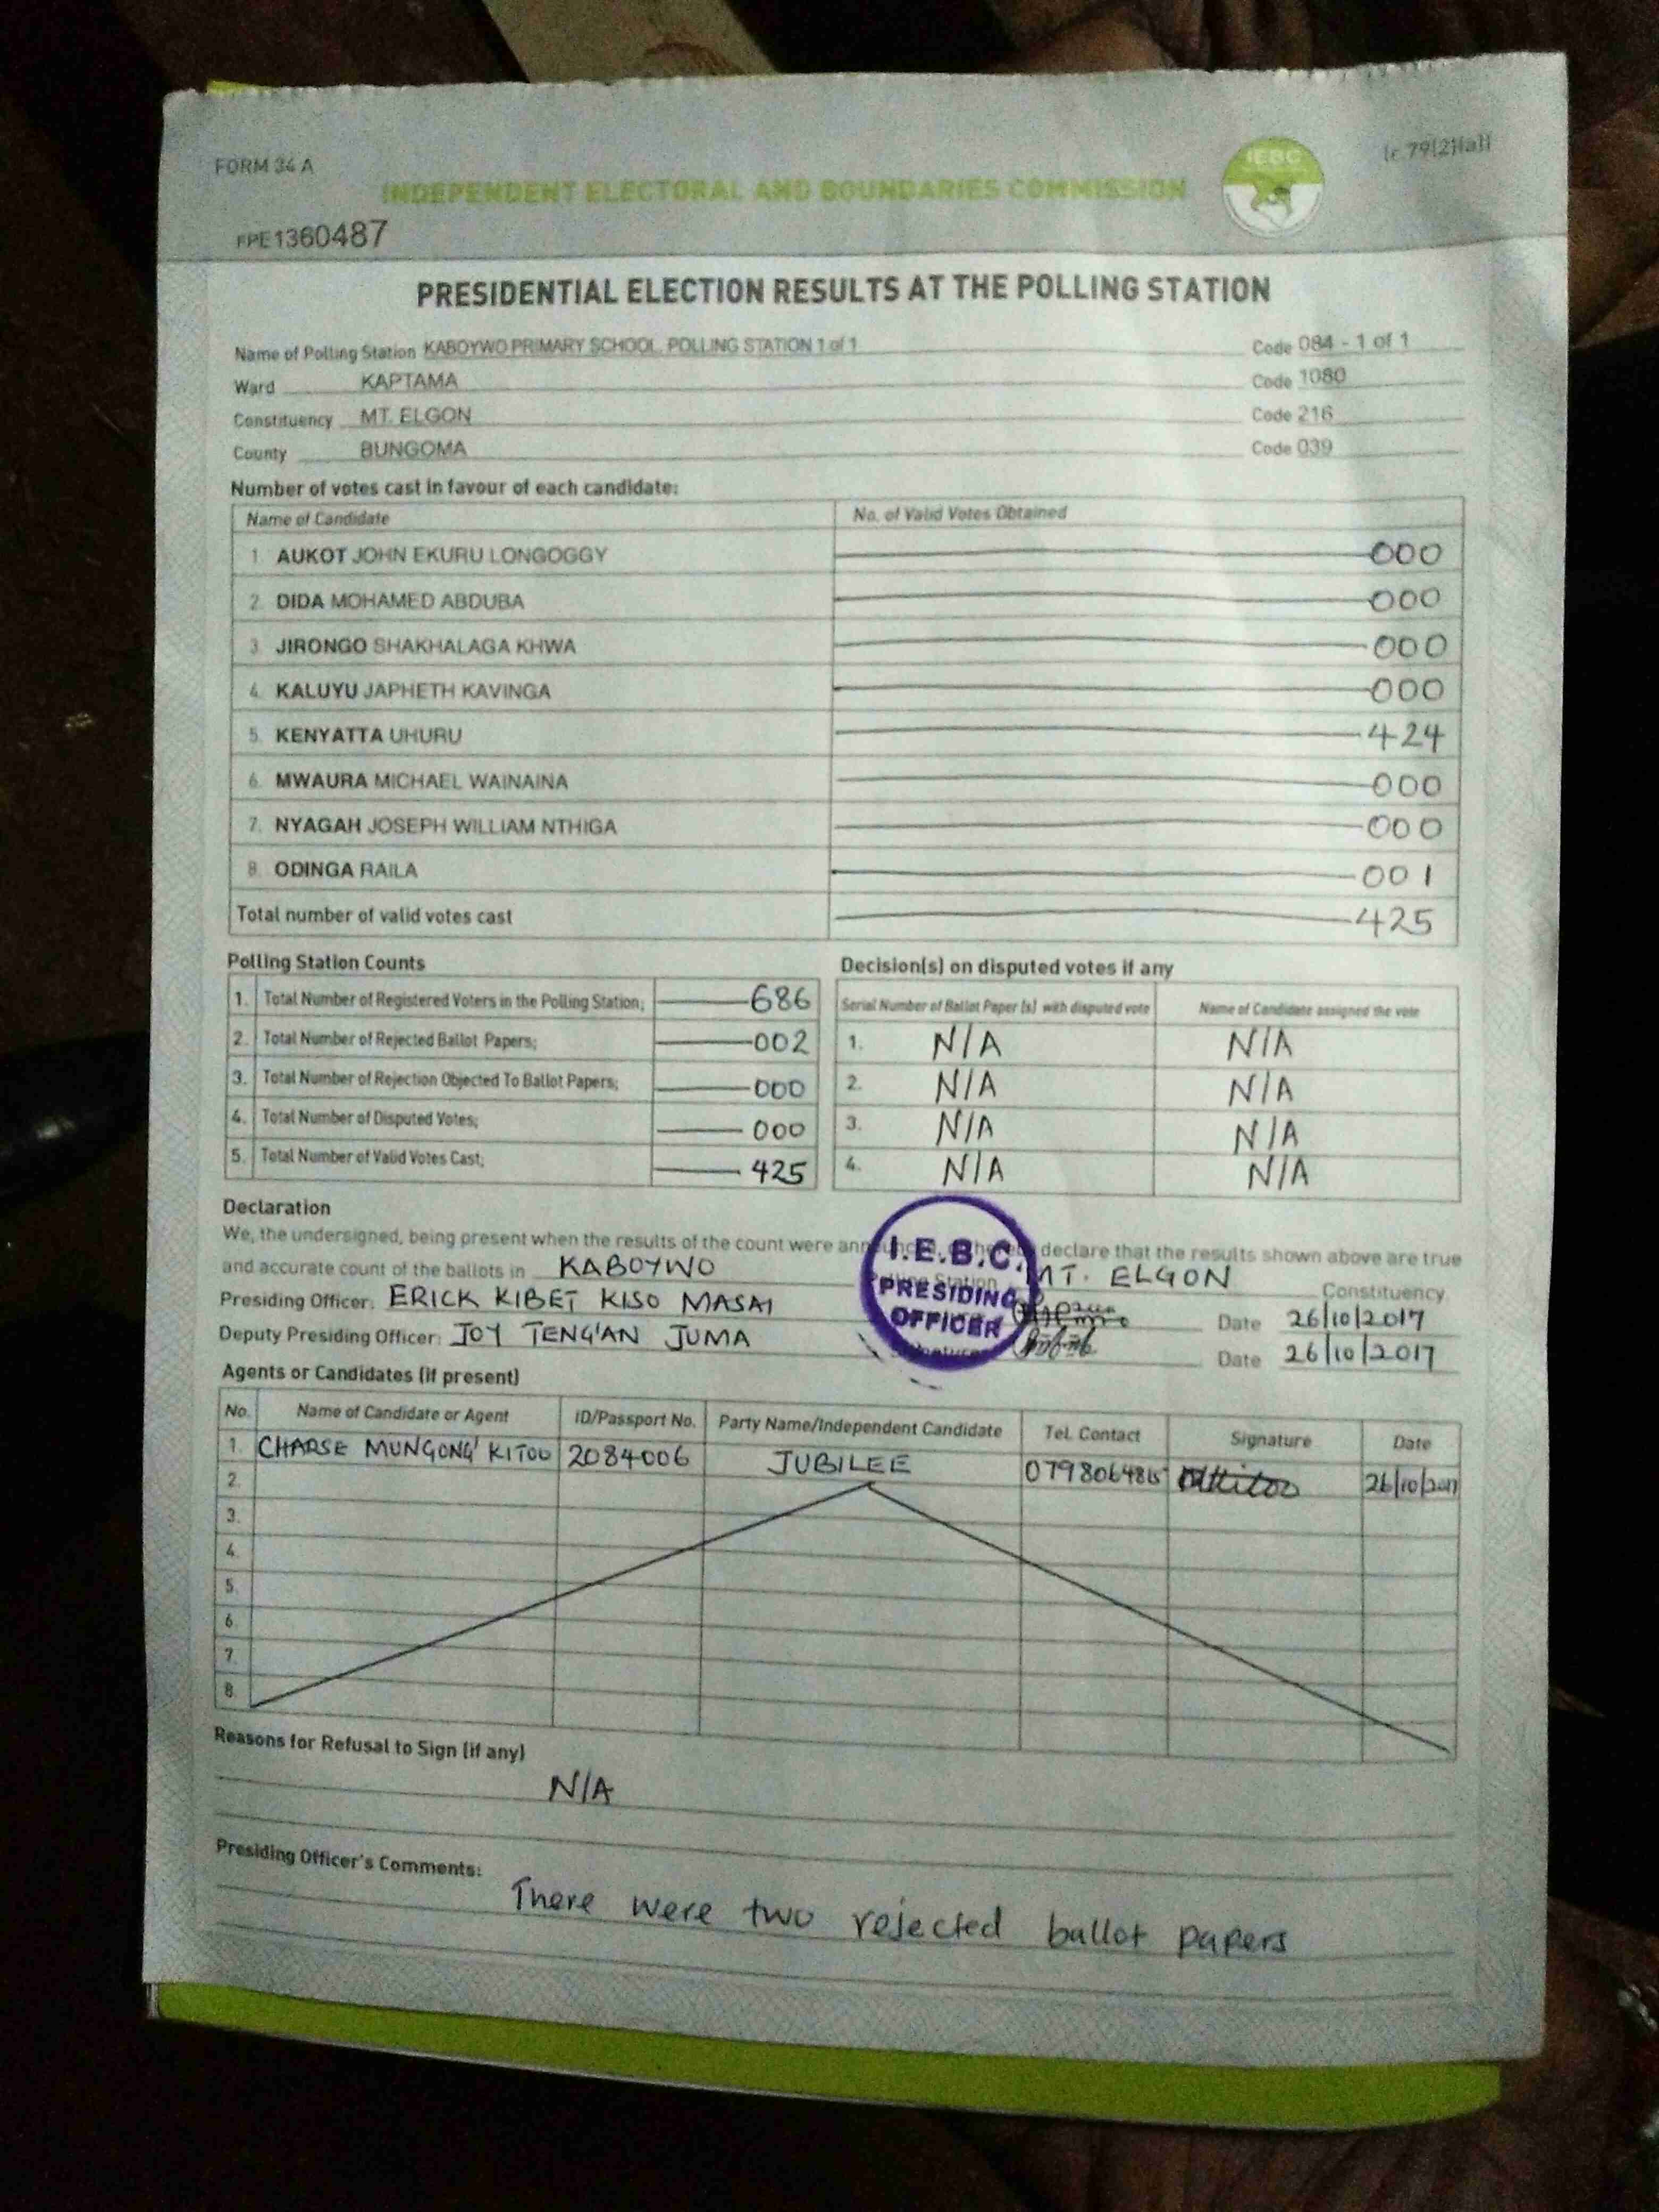 FORM 34 A
(r. 79(2)(a))
IEBC
INDEPENDENT ELECTORAL AND BOUNDARIES COMMISSION
FPE1360487
PRESIDENTIAL ELECTION RESULTS AT THE POLLING STATION
Name of Polling Station KABOYWO PRIMARY SCHOOL POLLING STATION 1 of 1 Code 084 - 1 of 1
Ward KAPTAMA Code 1080
Constituency MT. ELGON Code 216
County BUNGOMA Code 039
Number of votes cast in favour of each candidate:
Name of Candidate No. of Valid Votes Obtained
1. AUKOT JOHN EKURU LONGOGGY 000
2. DIDA MOHAMED ABDUBA 000
3. JIRONGO SHAKHALAGA KHWA 000
4. KALUYU JAPHETH KAVINGA 000
5. KENYATTA UHURU 424
6. MWAURA MICHAEL WAINAINA 000
7. NYAGAH JOSEPH WILLIAM NTHIGA 000
8. ODINGA RAILA 001
Total number of valid votes cast 425
Polling Station Counts
1. Total Number of Registered Voters in the Polling Station; 686
2. Total Number of Rejected Ballot Papers; 002
3. Total Number of Rejection Objected To Ballot Papers; 000
4. Total Number of Disputed Votes; 000
5. Total Number of Valid Votes Cast; 425
Decision(s) on disputed votes if any
Serial Number of Ballot Paper (s) with disputed vote Name of Candidate assigned the vote
1. N/A N/A
2. N/A N/A
3. N/A N/A
4. N/A N/A
Declaration
We, the undersigned, being present when the results of the count were declare that the results shown above are true
and accurate count of the ballots in KABOYWO Polling Station MT. ELGON Constituency
Presiding Officer: ERICK KIBET KISO MASAI Date 26/10/2017
Deputy Presiding Officer: JOY TENG'AN JUMA Signature Date 26/10/2017
I.E.B.C.
PRESIDING
OFFICER
Agents or Candidates (if present)
No. Name of Candidate or Agent ID/Passport No. Party Name/Independent Candidate Tel. Contact Signature Date
1. CHARSE MUNGONG' KITOO 2084006 JUBILEE 26/10/2017
2.
3.
4.
5.
6.
7.
8.
Reasons for Refusal to Sign (if any)
N/A
Presiding Officer's Comments:
There were two rejected ballot papers